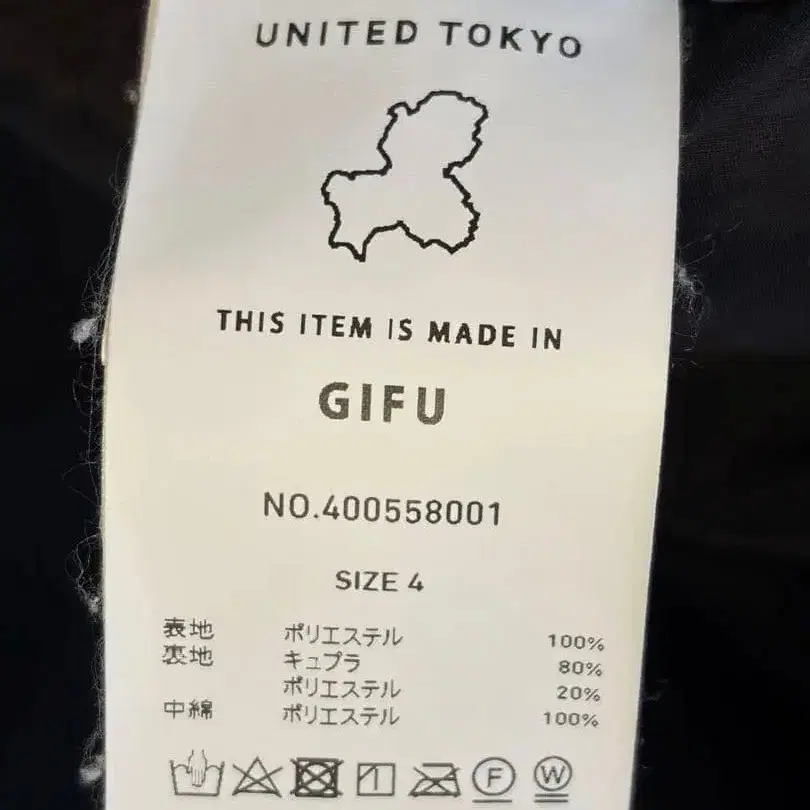 UNITED TOKYO
THIS ITEM IS MADE IN
GIFU
NO.400558001
SIZE 4
表地 ポリエステル 100%
裏地 キュプラ 80%
ポリエステル 20%
中綿 ポリエステル 100%
F W